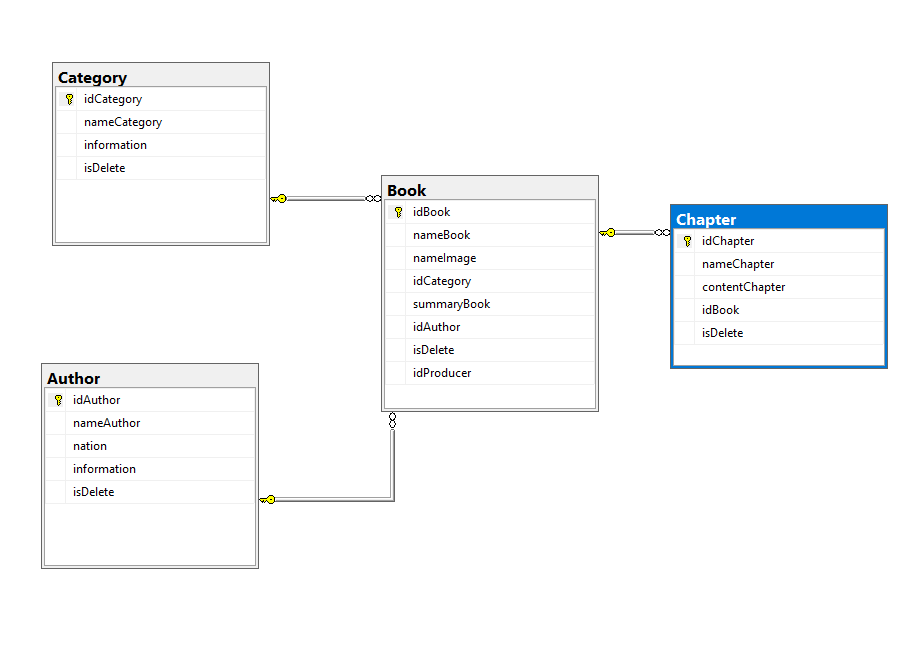 Category
idCategory
nameCategory
information
isDelete
Book
idBook
nameBook
nameImage
idCategory
summaryBook
idAuthor
isDelete
idProducer
Chapter
idChapter
nameChapter
contentChapter
idBook
isDelete
Author
idAuthor
nameAuthor
nation
information
isDelete